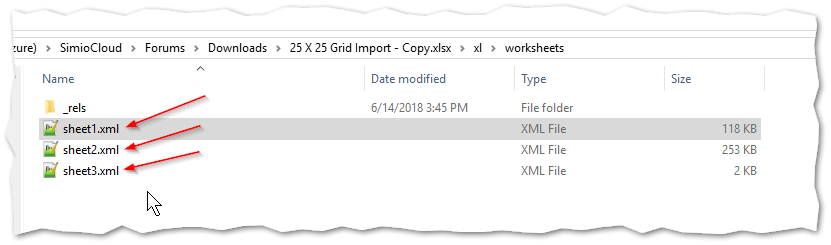 zure) > SimioCloud > Forums > Downloads > 25 X 25 Grid Import - Copy.xlsx > xl > worksheets
Name Date modified Type Size
_rels 6/14/2018 3:45 PM File folder
sheet1.xml XML File 118 KB
sheet2.xml XML File 253 KB
sheet3.xml XML File 2 KB